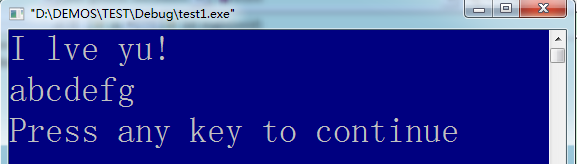 "D:\DEMOS\TEST\Debug\test1.exe"
I lve yu!
abcdefg
Press any key to continue